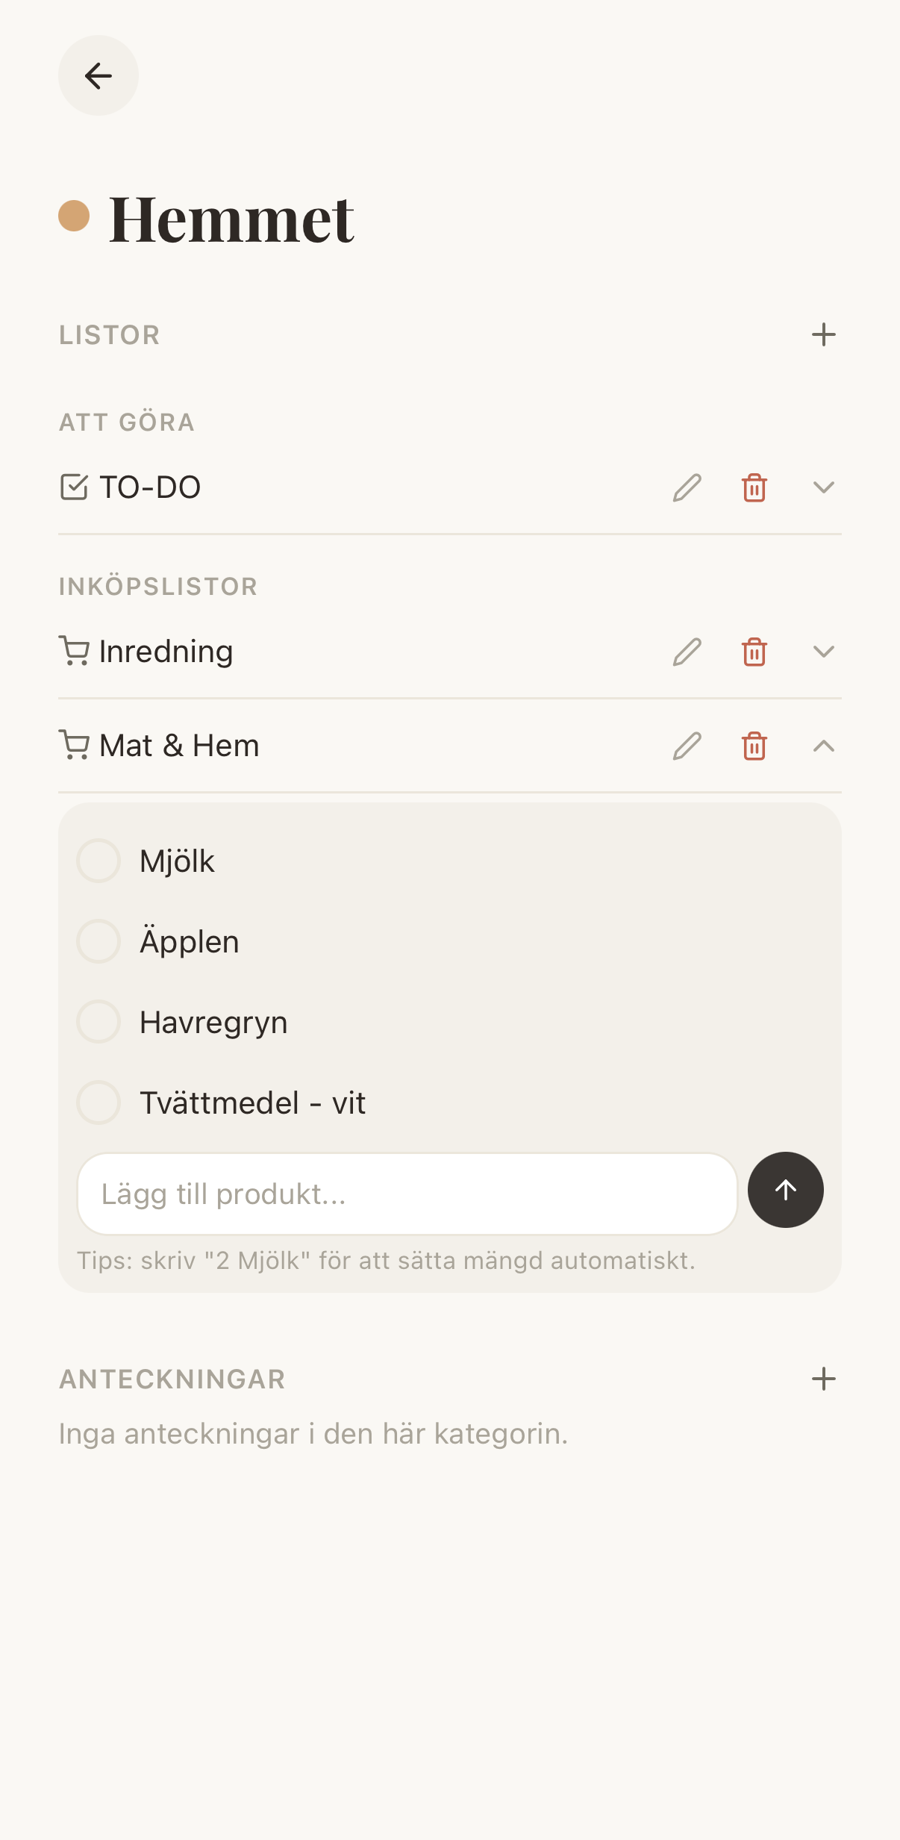 Hemmet
LISTOR
ATT GÖRA
TO-DO
INKÖPSLISTOR
Inredning
Mat & Hem
Mjölk
Äpplen
Havregryn
Tvättmedel - vit
Lägg till produkt...
Tips: skriv "2 Mjölk" för att sätta mängd automatiskt.
ANTECKNINGAR
Inga anteckningar i den här kategorin.